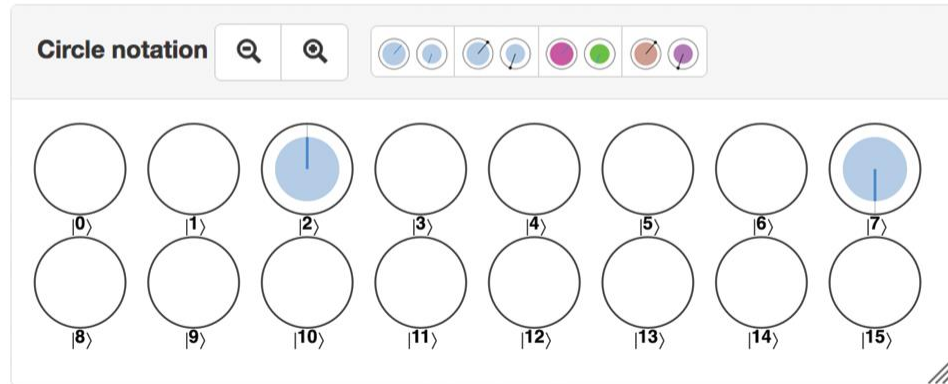 Circle notation
|0⟩ |1⟩ |2⟩ |3⟩ |4⟩ |5⟩ |6⟩ |7⟩
|8⟩ |9⟩ |10⟩ |11⟩ |12⟩ |13⟩ |14⟩ |15⟩